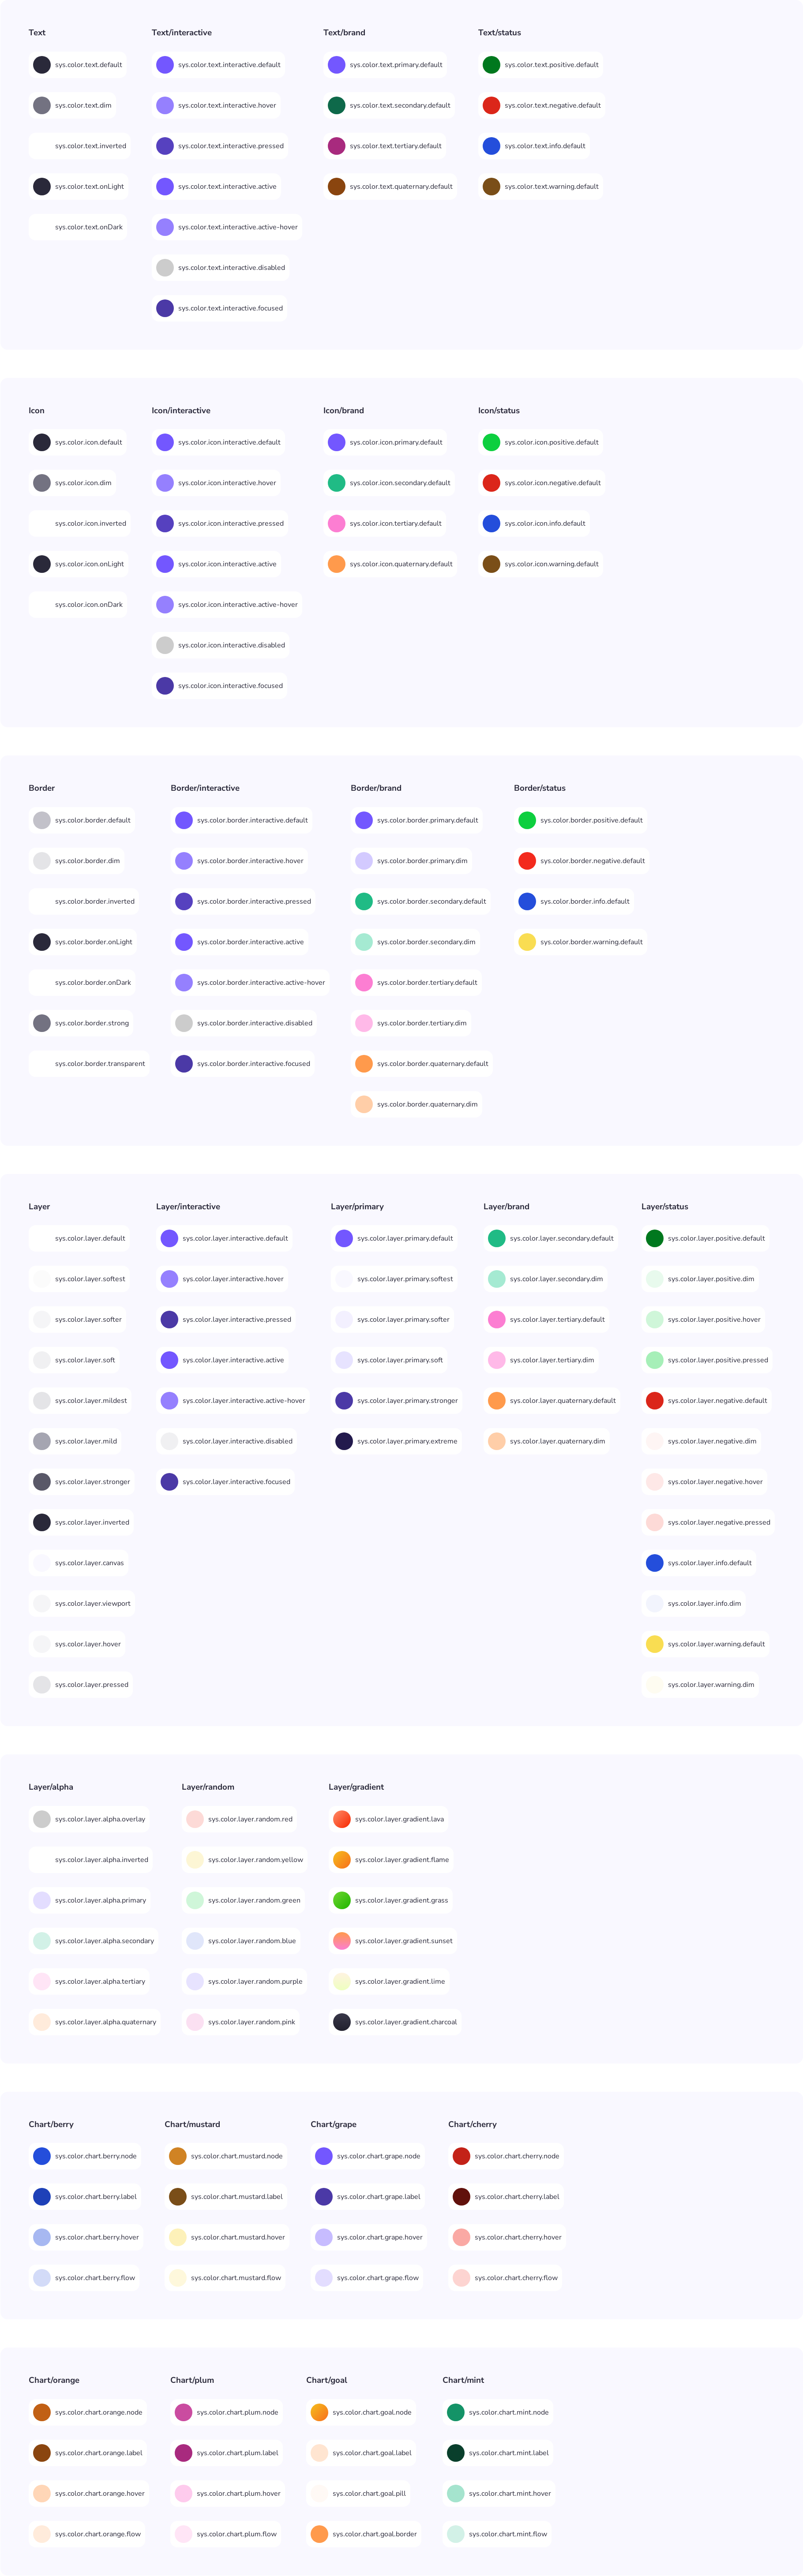 Text
sys.color.text.default
sys.color.text.dim
sys.color.text.inverted
sys.color.text.onLight
sys.color.text.onDark
Text/interactive
sys.color.text.interactive.default
sys.color.text.interactive.hover
sys.color.text.interactive.pressed
sys.color.text.interactive.active
sys.color.text.interactive.active-hover
sys.color.text.interactive.disabled
sys.color.text.interactive.focused
Text/brand
sys.color.text.primary.default
sys.color.text.secondary.default
sys.color.text.tertiary.default
sys.color.text.quaternary.default
Text/status
sys.color.text.positive.default
sys.color.text.negative.default
sys.color.text.info.default
sys.color.text.warning.default
Icon
sys.color.icon.default
sys.color.icon.dim
sys.color.icon.inverted
sys.color.icon.onLight
sys.color.icon.onDark
Icon/interactive
sys.color.icon.interactive.default
sys.color.icon.interactive.hover
sys.color.icon.interactive.pressed
sys.color.icon.interactive.active
sys.color.icon.interactive.active-hover
sys.color.icon.interactive.disabled
sys.color.icon.interactive.focused
Icon/brand
sys.color.icon.primary.default
sys.color.icon.secondary.default
sys.color.icon.tertiary.default
sys.color.icon.quaternary.default
Icon/status
sys.color.icon.positive.default
sys.color.icon.negative.default
sys.color.icon.info.default
sys.color.icon.warning.default
Border
sys.color.border.default
sys.color.border.dim
sys.color.border.inverted
sys.color.border.onLight
sys.color.border.onDark
sys.color.border.strong
sys.color.border.transparent
Border/interactive
sys.color.border.interactive.default
sys.color.border.interactive.hover
sys.color.border.interactive.pressed
sys.color.border.interactive.active
sys.color.border.interactive.active-hover
sys.color.border.interactive.disabled
sys.color.border.interactive.focused
Border/brand
sys.color.border.primary.default
sys.color.border.primary.dim
sys.color.border.secondary.default
sys.color.border.secondary.dim
sys.color.border.tertiary.default
sys.color.border.tertiary.dim
sys.color.border.quaternary.default
sys.color.border.quaternary.dim
Border/status
sys.color.border.positive.default
sys.color.border.negative.default
sys.color.border.info.default
sys.color.border.warning.default
Layer
sys.color.layer.default
sys.color.layer.softest
sys.color.layer.softer
sys.color.layer.soft
sys.color.layer.mildest
sys.color.layer.mild
sys.color.layer.stronger
sys.color.layer.inverted
sys.color.layer.canvas
sys.color.layer.viewport
sys.color.layer.hover
sys.color.layer.pressed
Layer/interactive
sys.color.layer.interactive.default
sys.color.layer.interactive.hover
sys.color.layer.interactive.pressed
sys.color.layer.interactive.active
sys.color.layer.interactive.active-hover
sys.color.layer.interactive.disabled
sys.color.layer.interactive.focused
Layer/primary
sys.color.layer.primary.default
sys.color.layer.primary.softest
sys.color.layer.primary.softer
sys.color.layer.primary.soft
sys.color.layer.primary.stronger
sys.color.layer.primary.extreme
Layer/brand
sys.color.layer.secondary.default
sys.color.layer.secondary.dim
sys.color.layer.tertiary.default
sys.color.layer.tertiary.dim
sys.color.layer.quaternary.default
sys.color.layer.quaternary.dim
Layer/status
sys.color.layer.positive.default
sys.color.layer.positive.dim
sys.color.layer.positive.hover
sys.color.layer.positive.pressed
sys.color.layer.negative.default
sys.color.layer.negative.dim
sys.color.layer.negative.hover
sys.color.layer.negative.pressed
sys.color.layer.info.default
sys.color.layer.info.dim
sys.color.layer.warning.default
sys.color.layer.warning.dim
Layer/alpha
sys.color.layer.alpha.overlay
sys.color.layer.alpha.inverted
sys.color.layer.alpha.primary
sys.color.layer.alpha.secondary
sys.color.layer.alpha.tertiary
sys.color.layer.alpha.quaternary
Layer/random
sys.color.layer.random.red
sys.color.layer.random.yellow
sys.color.layer.random.green
sys.color.layer.random.blue
sys.color.layer.random.purple
sys.color.layer.random.pink
Layer/gradient
sys.color.layer.gradient.lava
sys.color.layer.gradient.flame
sys.color.layer.gradient.grass
sys.color.layer.gradient.sunset
sys.color.layer.gradient.lime
sys.color.layer.gradient.charcoal
Chart/berry
sys.color.chart.berry.node
sys.color.chart.berry.label
sys.color.chart.berry.hover
sys.color.chart.berry.flow
Chart/mustard
sys.color.chart.mustard.node
sys.color.chart.mustard.label
sys.color.chart.mustard.hover
sys.color.chart.mustard.flow
Chart/grape
sys.color.chart.grape.node
sys.color.chart.grape.label
sys.color.chart.grape.hover
sys.color.chart.grape.flow
Chart/cherry
sys.color.chart.cherry.node
sys.color.chart.cherry.label
sys.color.chart.cherry.hover
sys.color.chart.cherry.flow
Chart/orange
sys.color.chart.orange.node
sys.color.chart.orange.label
sys.color.chart.orange.hover
sys.color.chart.orange.flow
Chart/plum
sys.color.chart.plum.node
sys.color.chart.plum.label
sys.color.chart.plum.hover
sys.color.chart.plum.flow
Chart/goal
sys.color.chart.goal.node
sys.color.chart.goal.label
sys.color.chart.goal.pill
sys.color.chart.goal.border
Chart/mint
sys.color.chart.mint.node
sys.color.chart.mint.label
sys.color.chart.mint.hover
sys.color.chart.mint.flow